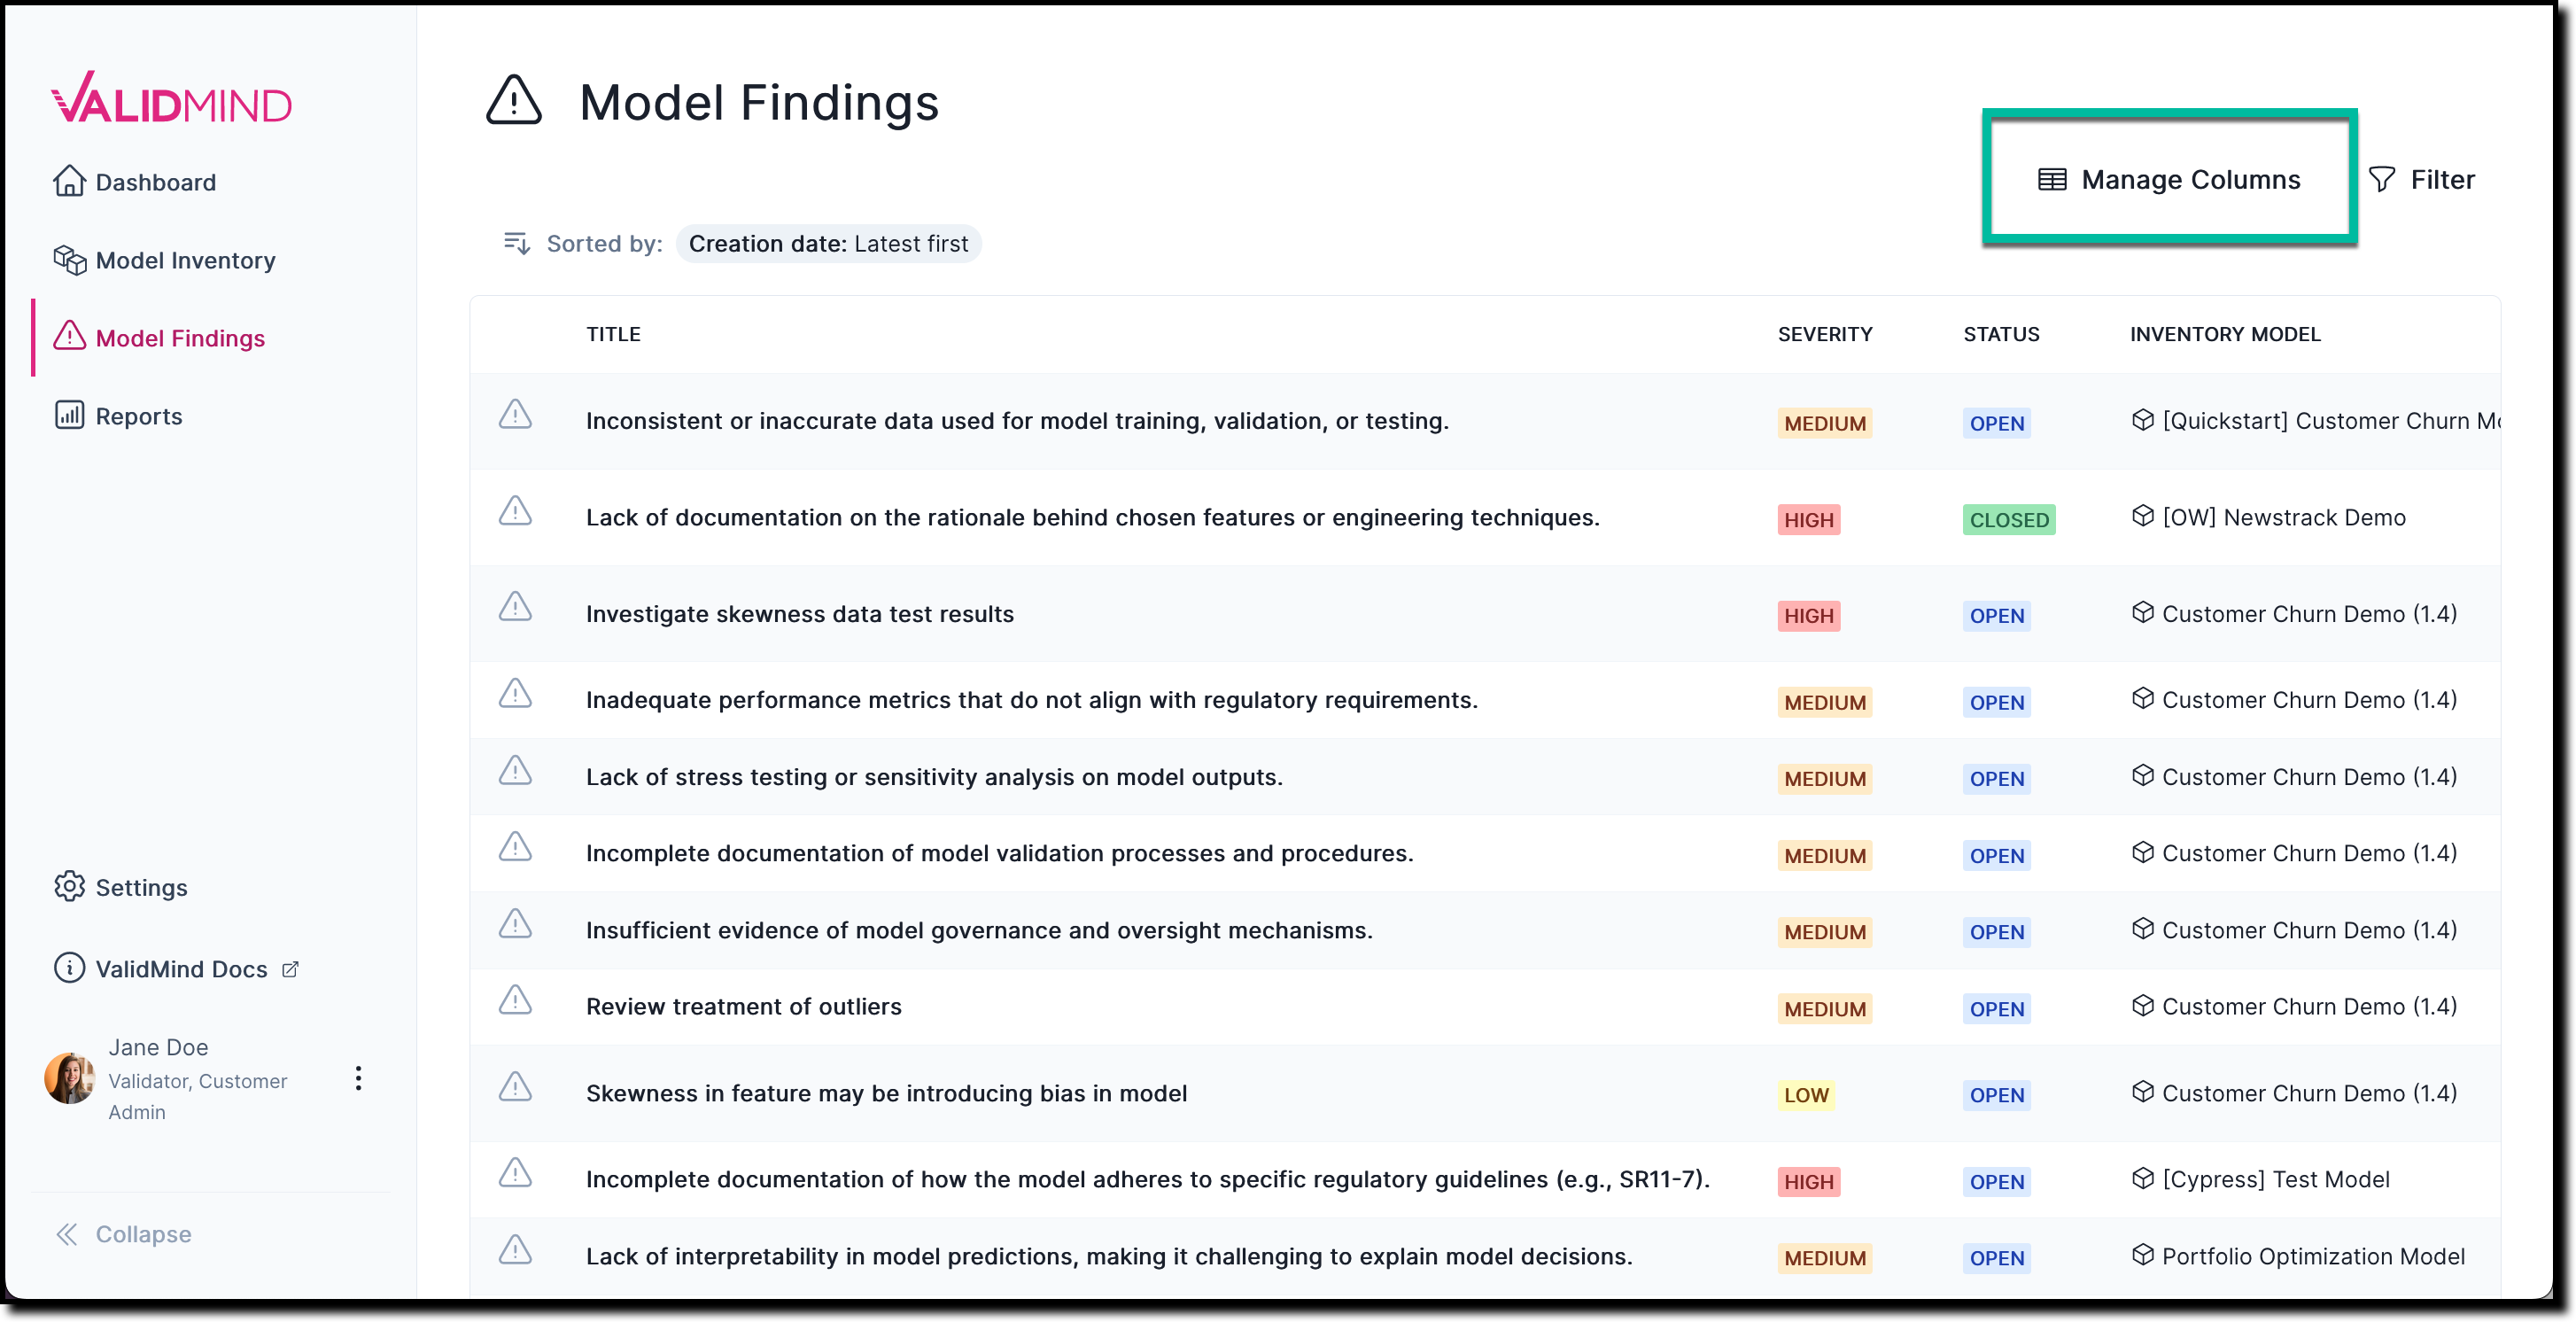 VALIDMIND
Dashboard
Model Inventory
Model Findings
Reports
Settings
ValidMind Docs
Jane Doe
Validator, Customer
Admin
Collapse
Model Findings
Manage Columns
Filter
Sorted by: Creation date: Latest first
TITLE SEVERITY STATUS INVENTORY MODEL
Inconsistent or inaccurate data used for model training, validation, or testing. MEDIUM OPEN [Quickstart] Customer Churn
Lack of documentation on the rationale behind chosen features or engineering techniques. HIGH CLOSED [OW] Newstrack Demo
Investigate skewness data test results HIGH OPEN Customer Churn Demo (1.4)
Inadequate performance metrics that do not align with regulatory requirements. MEDIUM OPEN Customer Churn Demo (1.4)
Lack of stress testing or sensitivity analysis on model outputs. MEDIUM OPEN Customer Churn Demo (1.4)
Incomplete documentation of model validation processes and procedures. MEDIUM OPEN Customer Churn Demo (1.4)
Insufficient evidence of model governance and oversight mechanisms. MEDIUM OPEN Customer Churn Demo (1.4)
Review treatment of outliers MEDIUM OPEN Customer Churn Demo (1.4)
Skewness in feature may be introducing bias in model LOW OPEN Customer Churn Demo (1.4)
Incomplete documentation of how the model adheres to specific regulatory guidelines (e.g., SR11-7). HIGH OPEN [Cypress] Test Model
Lack of interpretability in model predictions, making it challenging to explain model decisions. MEDIUM OPEN Portfolio Optimization Model